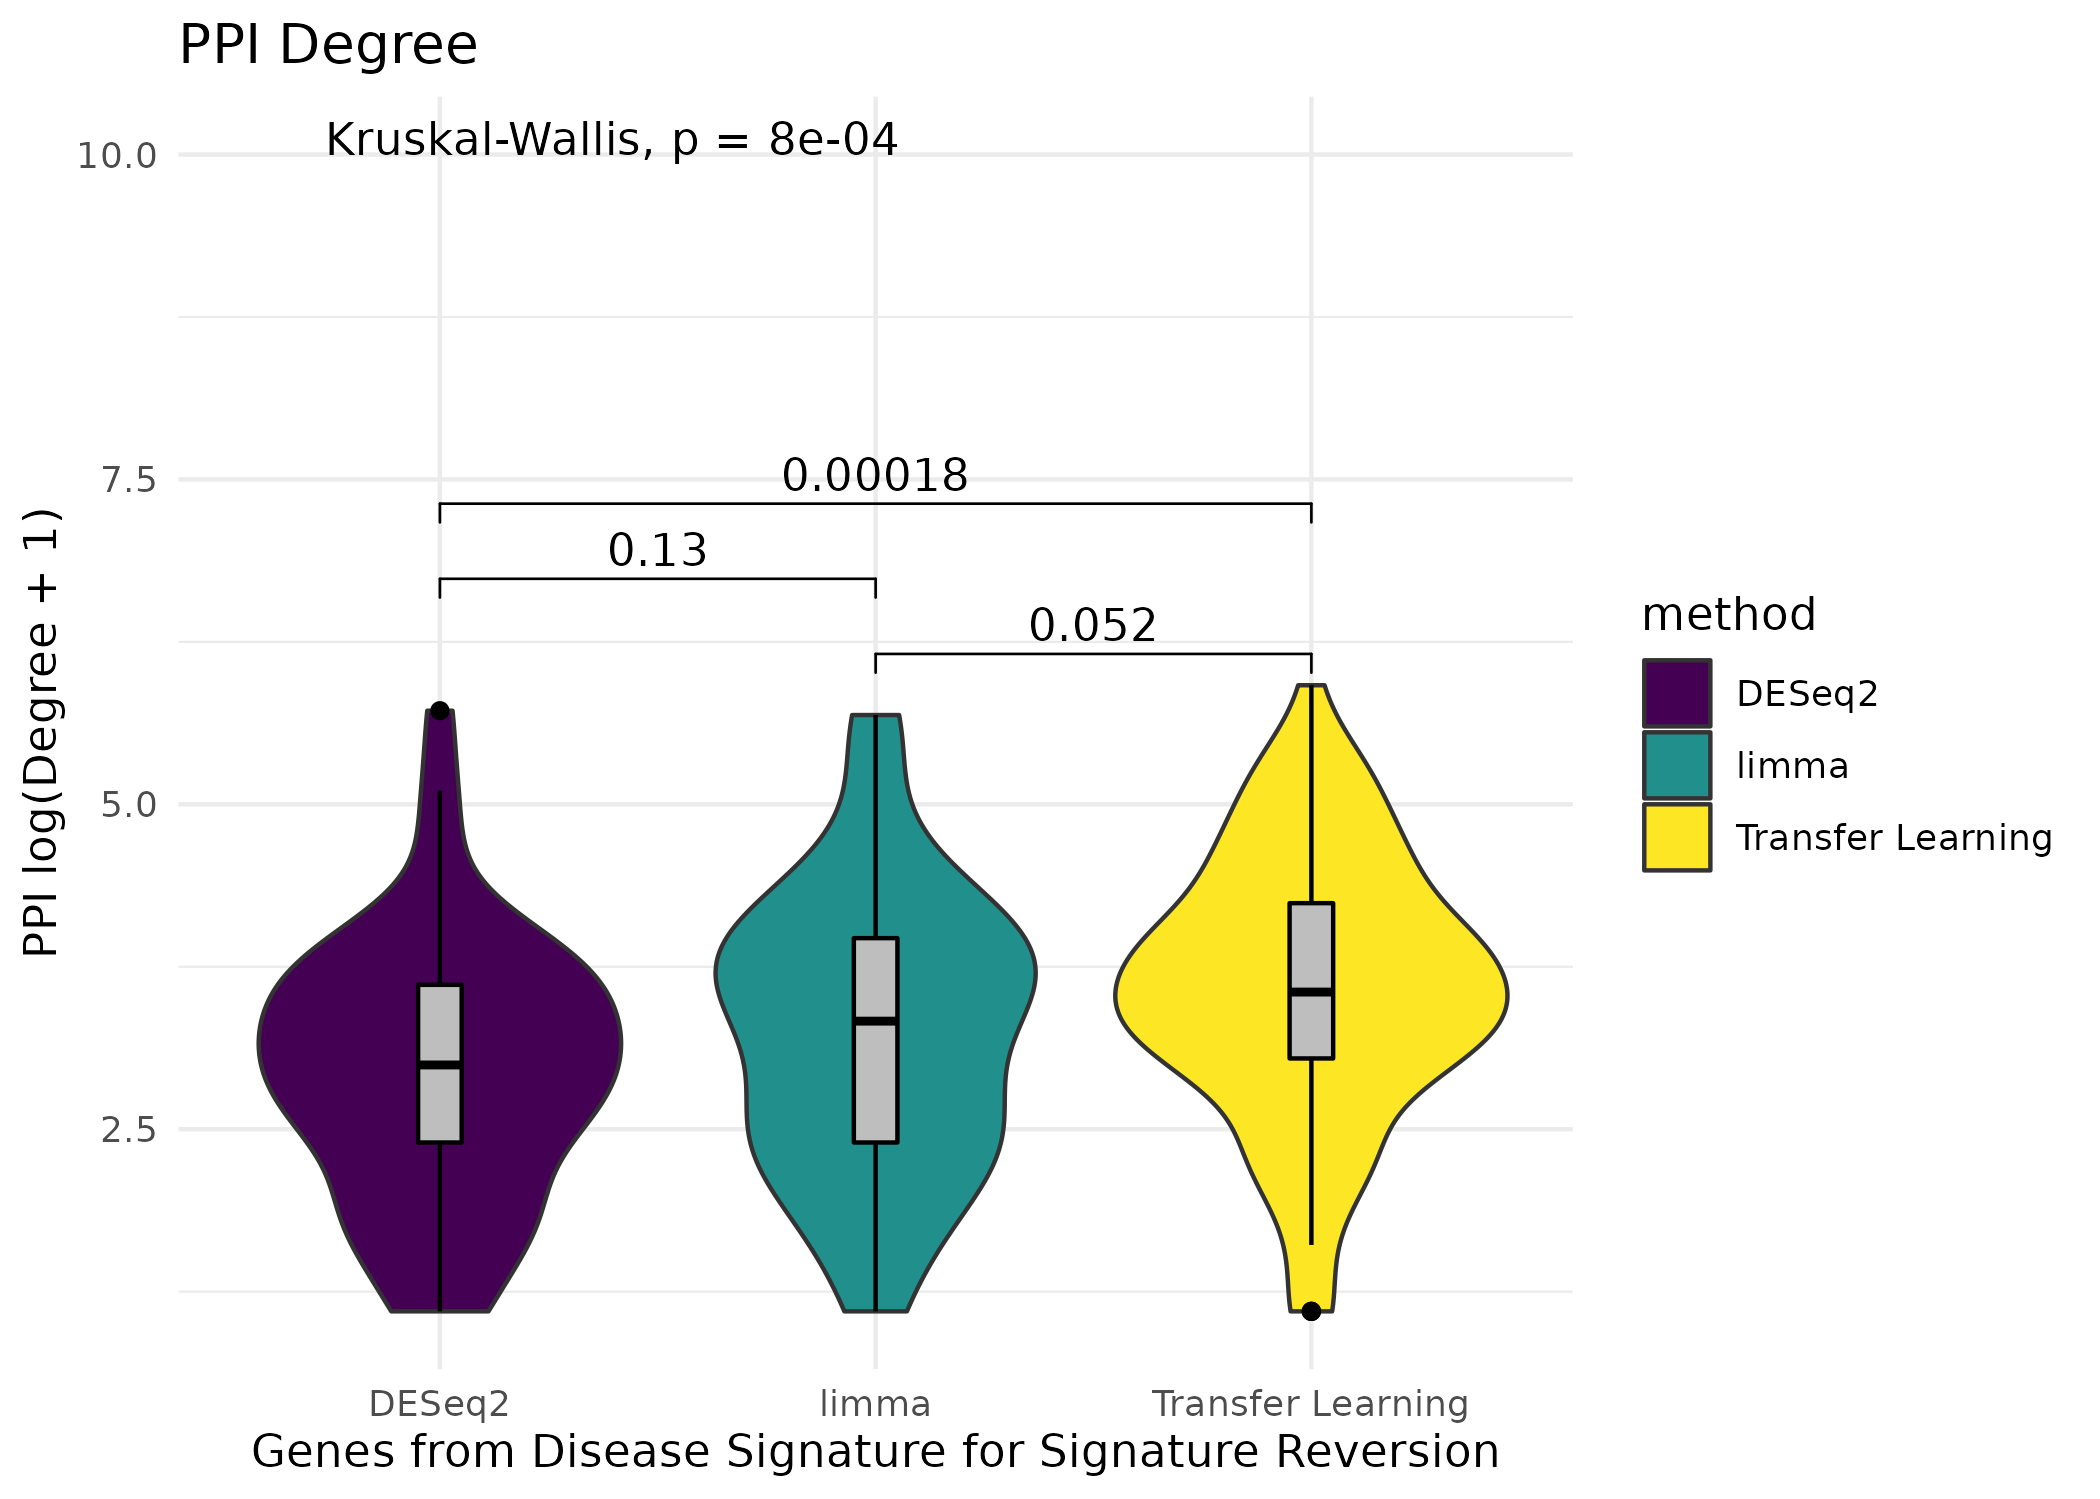 PPI Degree
Kruskal-Wallis, p = 8e-04
10.0
7.5
5.0
2.5
PPI log(Degree + 1)
0.00018
0.13
0.052
DESeq2
limma
Transfer Learning
Genes from Disease Signature for Signature Reversion
method
DESeq2
limma
Transfer Learning